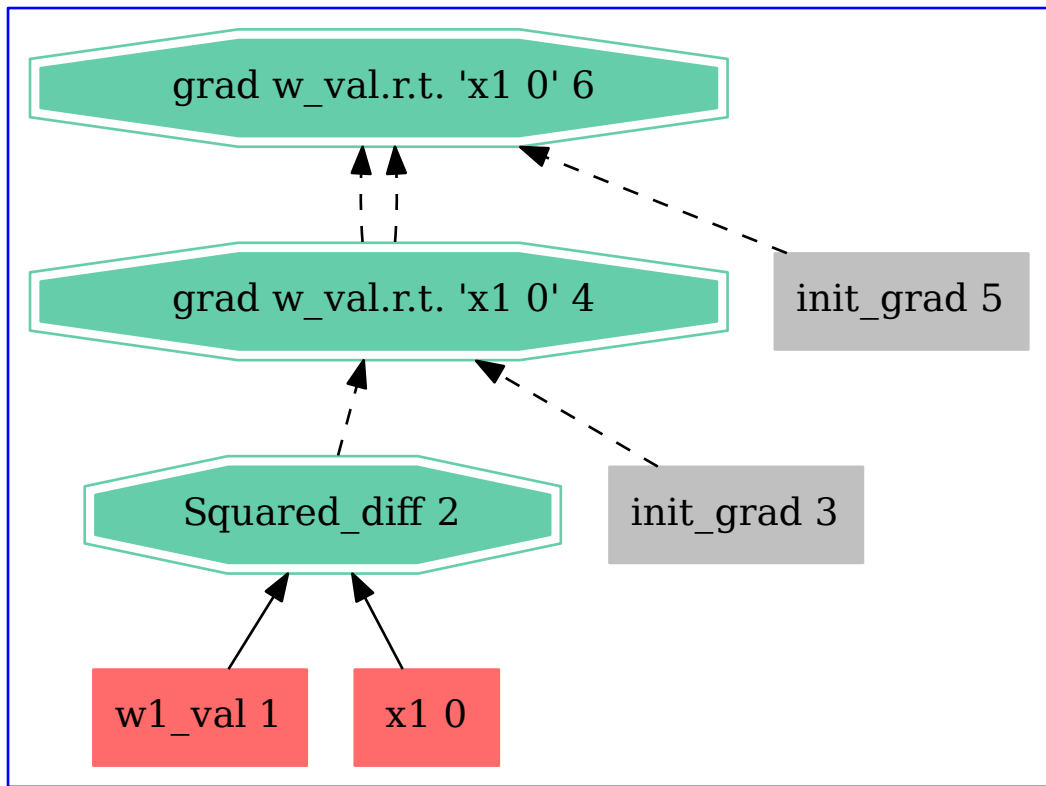 grad w_val.r.t. 'x1 0' 6
grad w_val.r.t. 'x1 0' 4
init_grad 5
Squared_diff 2
init_grad 3
w1_val 1
x1 0